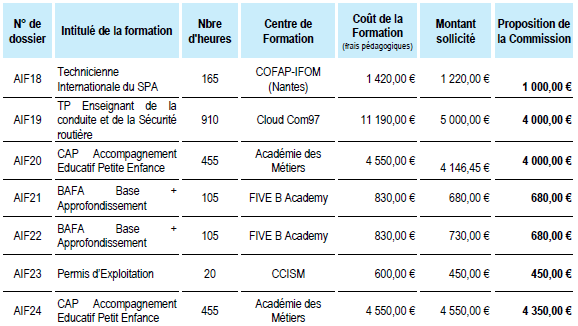 N° de dossier | Intitulé de la formation | Nbre d'heures | Centre de Formation | Coût de la Formation (frais pédagogiques) | Montant sollicité | Proposition de la Commission
AIF18 | Technicienne Internationale du SPA | 165 | COFAP-IFOM (Nantes) | 1 420,00 € | 1 220,00 € | 1 000,00 €
AIF19 | TP Enseignant de la conduite et de la Sécurité routière | 910 | Cloud Com97 | 11 190,00 € | 5 000,00 € | 4 000,00 €
AIF20 | CAP Accompagnement Educatif Petite Enfance | 455 | Académie des Métiers | 4 550,00 € | 4 146,45 € | 4 000,00 €
AIF21 | BAFA Base + Approfondissement | 105 | FIVE B Academy | 830,00 € | 680,00 € | 680,00 €
AIF22 | BAFA Base + Approfondissement | 105 | FIVE B Academy | 830,00 € | 730,00 € | 680,00 €
AIF23 | Permis d'Exploitation | 20 | CCISM | 600,00 € | 450,00 € | 450,00 €
AIF24 | CAP Accompagnement Educatif Petit Enfance | 455 | Académie des Métiers | 4 550,00 € | 4 550,00 € | 4 350,00 €